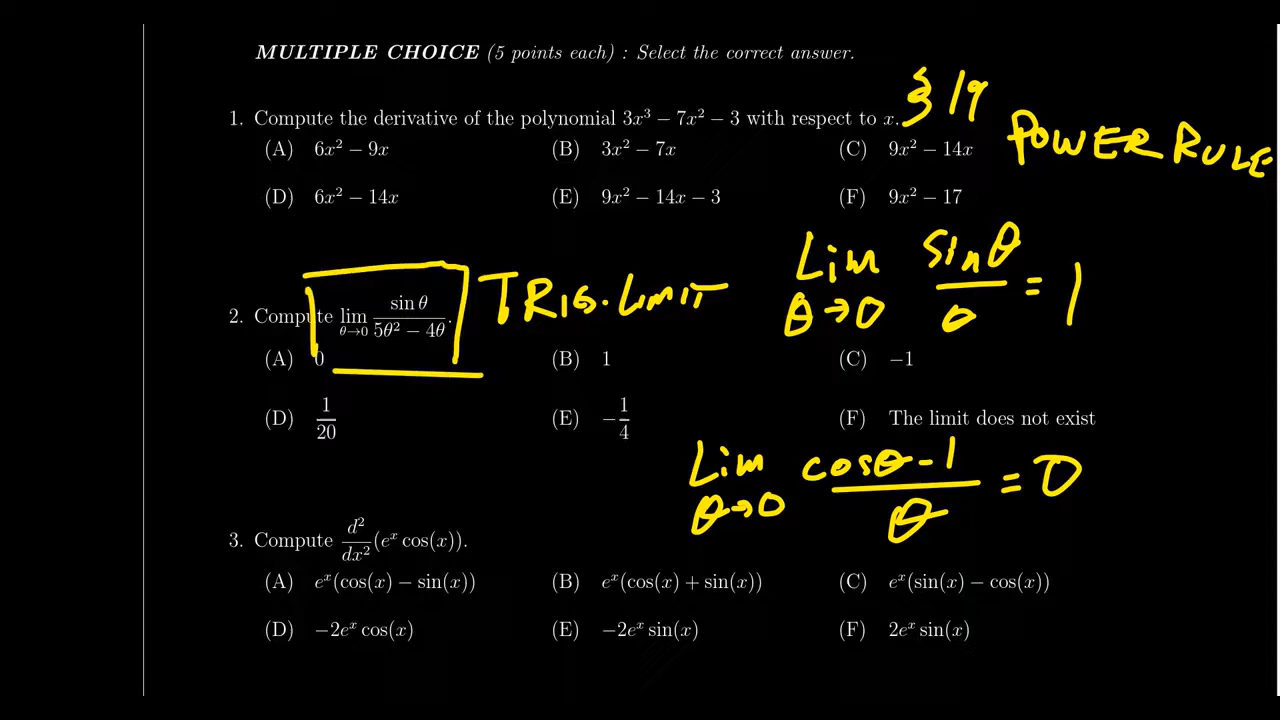 MULTIPLE CHOICE (5 points each) : Select the correct answer.
1. Compute the derivative of the polynomial 3x³ − 7x² − 3 with respect to x.
(A) 6x² − 9x (B) 3x² − 7x (C) 9x² − 14x
(D) 6x² − 14x (E) 9x² − 14x − 3 (F) 9x² − 17
POWER RULE
2. Compute lim θ→0 sin θ / (5θ² − 4θ).
TRIG. LIMIT
Lim θ→0 sin θ / θ = 1
(A) 0 (B) 1 (C) −1
(D) 1/20 (E) −1/4 (F) The limit does not exist
Lim θ→0 cosθ − 1 / θ = 0
3. Compute d²/dx² (eˣ cos(x)).
(A) eˣ(cos(x) − sin(x)) (B) eˣ(cos(x) + sin(x)) (C) eˣ(sin(x) − cos(x))
(D) −2eˣ cos(x) (E) −2eˣ sin(x) (F) 2eˣ sin(x)